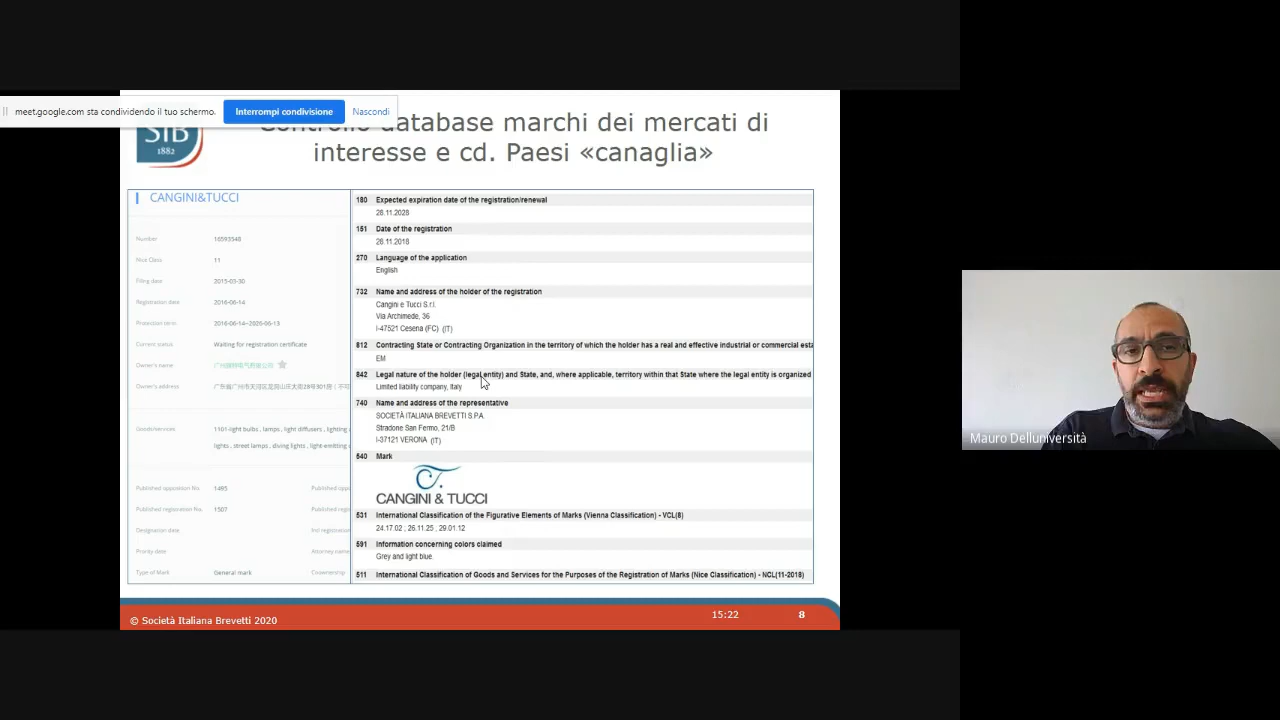 meet.google.com sta condividendo il tuo schermo.
Interrompi condivisione
Nascondi
SIB
1882
Controllo database marchi dei mercati di
interesse e cd. Paesi «canaglia»
CANGINI&TUCCI
Number
Nice Class 11
Filing date 2015-03-30
Registration date 2016-06-14
Protection term 2016-06-14~2026-06-13
Current status Waiting for registration certificate
Owner's name
Owner's address
Goods/services 1101-light bulbs , lamps , light diffusers , lighting
lights , street lamps , diving lights , light-emitting
Published opposition No. 1495 Published
Published registration No. 1507 Published
Designation date
Priority date Attorney name
Type of Mark General mark Coownership
180 Expected expiration date of the registration/renewal
28.11.2028
151 Date of the registration
28.11.2018
270 Language of the application
English
732 Name and address of the holder of the registration
Cangini e Tucci S.r.l.
Via Archimede, 36
I-47521 Cesena (FC) (IT)
812 Contracting State or Contracting Organization in the territory of which the holder has a real and effective industrial or commercial esta
EM
842 Legal nature of the holder (legal entity) and State, and, where applicable, territory within that State where the legal entity is organized
Limited liability company, Italy
740 Name and address of the representative
SOCIETÀ ITALIANA BREVETTI S.P.A.
Stradone San Fermo, 21/B
I-37121 VERONA (IT)
540 Mark
CANGINI & TUCCI
531 International Classification of the Figurative Elements of Marks (Vienna Classification) - VCL(8)
24.17.02 ; 26.11.25 ; 29.01.12
591 Information concerning colors claimed
Grey and light blue.
511 International Classification of Goods and Services for the Purposes of the Registration of Marks (Nice Classification) - NCL(11-2018)
© Società Italiana Brevetti 2020
15:22
8
Mauro Delluniversità